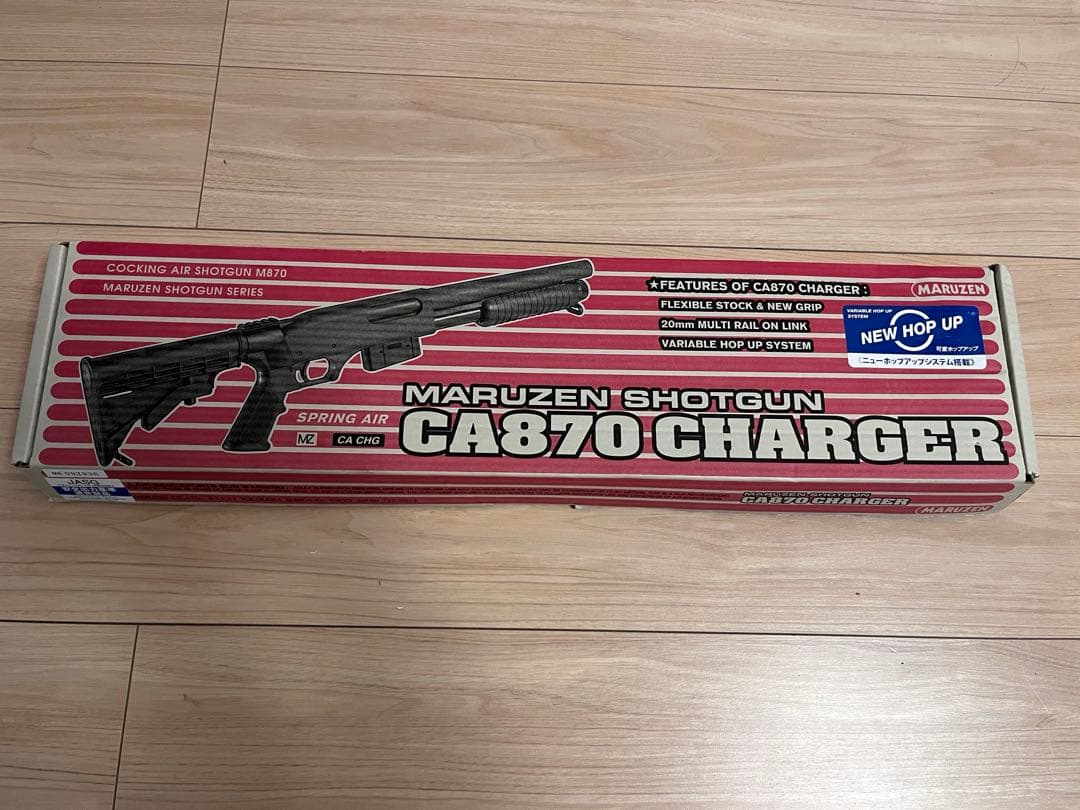 COCKING AIR SHOTGUN M870
MARUZEN SHOTGUN SERIES
★FEATURES OF CA870 CHARGER :
FLEXIBLE STOCK & NEW GRIP
20mm MULTI RAIL ON LINK
VARIABLE HOP UP SYSTEM
MARUZEN
VARIABLE HOP UP
SYSTEM
NEW HOP UP
可変ホップアップ
《ニューホップアップシステム搭載》
MARUZEN SHOTGUN
SPRING AIR
MZ CA CHG
CA870 CHARGER
JASG
MARUZEN SHOTGUN
CA870 CHARGER
MARUZEN